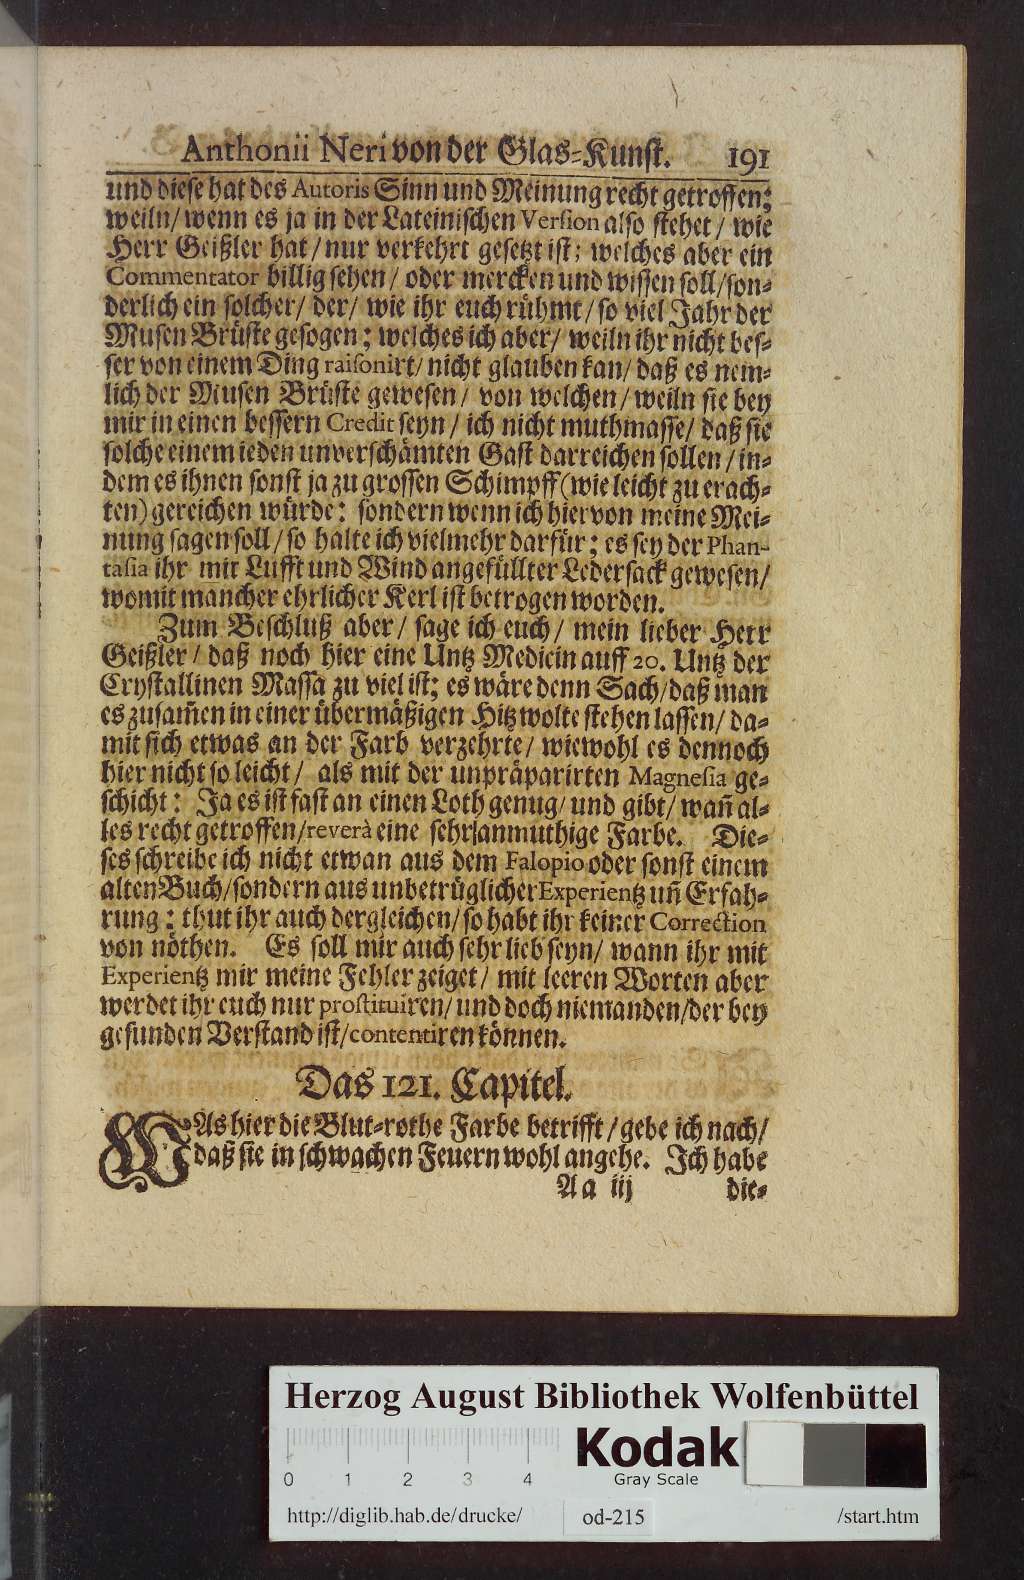 Anthonii Neri von der Glas=Kunst. 191
und diese hat des Autoris Sinn und Meinung recht getroffen;
weiln/ wenn es ja in der Lateinischen Version also stehet/ wie
Herr Geißler hat/ nur verkehrt gesetzt ist; welches aber ein
Commentator billig sehen/ oder mercken und wissen soll/ son=
derlich ein solcher/ der/ wie ihr euch rühmt/ so viel Jahr der
Musen Brüste gesogen; welches ich aber/ weiln ihr nicht bes=
ser von einem Ding raisonirt/ nicht glauben kan/ daß es nem=
lich der Musen Brüste gewesen/ von welchen/ weiln sie bey
mir in einen bessern Credit seyn/ ich nicht muthmasse/ daß sie
solche einem ieden unverschämten Gast darreichen sollen/ in=
dem es ihnen sonst ja zu grossen Schimpff (wie leicht zu erach=
ten) gereichen würde: sondern wenn ich hiervon meine Mei=
nung sagen soll/ so halte ich vielmehr darfür; es sey der Phan-
tasia ihr mit Lufft und Wind angefüllter Ledersack gewesen/
womit mancher ehrlicher Kerl ist betrogen worden.
Zum Beschluß aber/ sage ich euch/ mein lieber Herr
Geißler/ daß noch hier eine Untz Medicin auff 20. Untz der
Crystallinen Massa zu viel ist; es wäre denn Sach/ daß man
es zusam̃en in einer übermäßigen Hitz wolte stehen lassen/ da=
mit sich etwas an der Farb verzehrte/ wiewohl es dennoch
hier nicht so leicht/ als mit der unpräparirten Magnesia ge=
schicht: Ja es ist fast an einen Loth genug/ und gibt/ wañ al=
les recht getroffen/ reverà eine sehr anmuthige Farbe. Die=
ses schreibe ich nicht etwan aus dem Falopio oder sonst einem
alten Buch/ sondern aus unbetrüglicher Experientz uñ Erfah=
rung: thut ihr auch dergleichen/ so habt ihr keiner Correction
von nöthen. Es soll mir auch sehr lieb seyn/ wann ihr mit
Experientz mir meine Fehler zeiget/ mit leeren Worten aber
werdet ihr euch nur prostituiren/ und doch niemanden/ der bey
gesunden Verstand ist/ contentiren können.
Das 121. Capitel.
WAs hier die Blut=rothe Farbe betrifft/ gebe ich nach/
daß sie in schwachen Feuern wohl angehe. Ich habe
Aa iij die=
Herzog August Bibliothek Wolfenbüttel
Kodak
0 1 2 3 4 Gray Scale
http://diglib.hab.de/drucke/ od-215 /start.htm